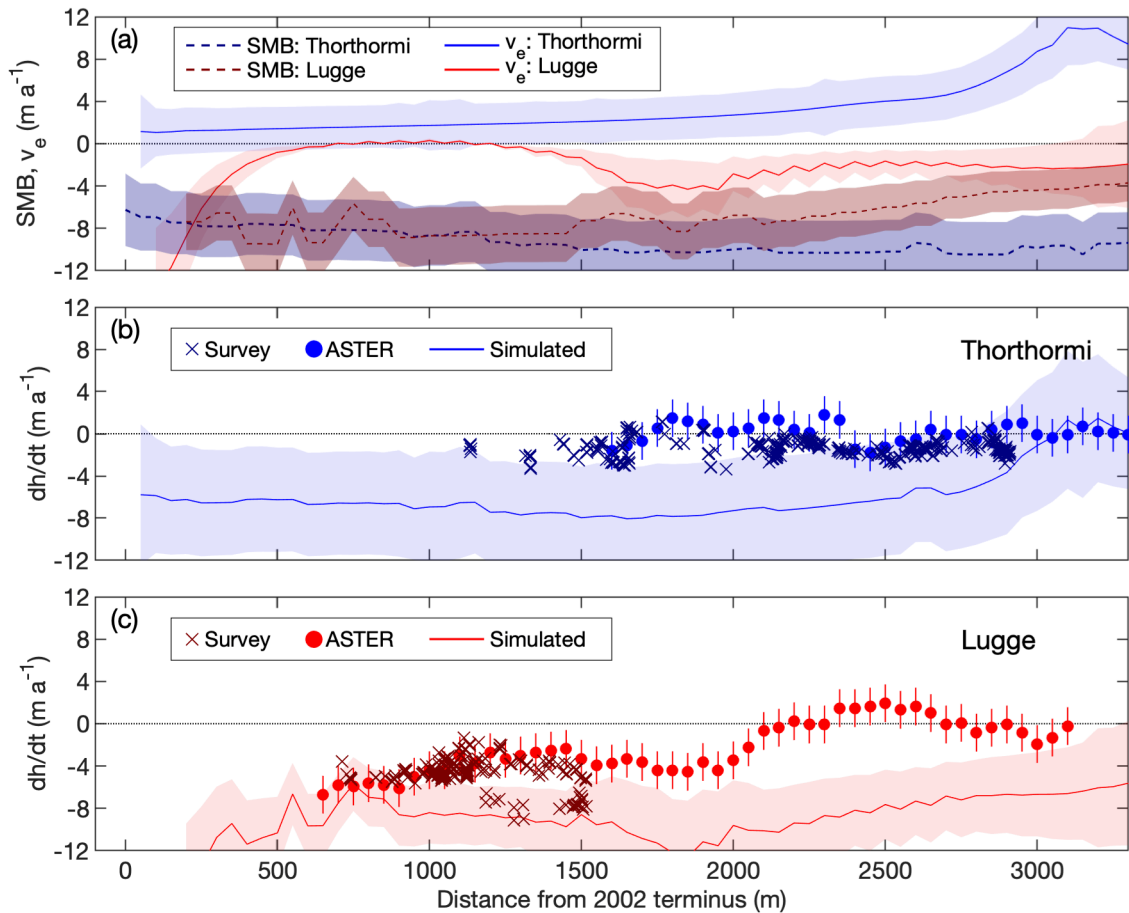 (a)
SMB: Thorthormi
v_e: Thorthormi
SMB: Lugge
v_e: Lugge
SMB, v_e (m a⁻¹)
12
8
4
0
-4
-8
-12
(b)
Survey
ASTER
Simulated
Thorthormi
dh/dt (m a⁻¹)
12
8
4
0
-4
-8
-12
(c)
Survey
ASTER
Simulated
Lugge
dh/dt (m a⁻¹)
12
8
4
0
-4
-8
-12
0 500 1000 1500 2000 2500 3000
Distance from 2002 terminus (m)